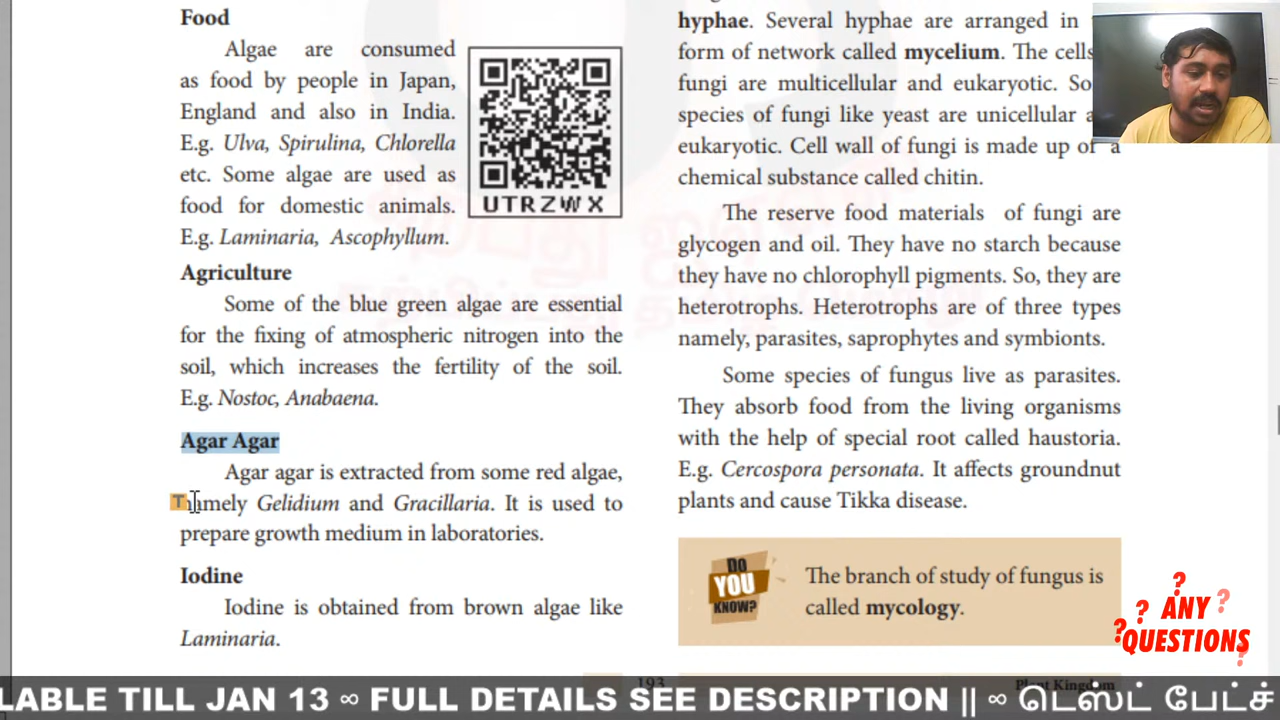 Food
Algae are consumed
as food by people in Japan,
England and also in India.
E.g. Ulva, Spirulina, Chlorella
etc. Some algae are used as
food for domestic animals.
E.g. Laminaria, Ascophyllum.
UTRZWX
Agriculture
Some of the blue green algae are essential
for the fixing of atmospheric nitrogen into the
soil, which increases the fertility of the soil.
E.g. Nostoc, Anabaena.
Agar Agar
Agar agar is extracted from some red algae,
namely Gelidium and Gracillaria. It is used to
prepare growth medium in laboratories.
Iodine
Iodine is obtained from brown algae like
Laminaria.
hyphae. Several hyphae are arranged in
form of network called mycelium. The cells
fungi are multicellular and eukaryotic. So
species of fungi like yeast are unicellular a
eukaryotic. Cell wall of fungi is made up of a
chemical substance called chitin.
The reserve food materials of fungi are
glycogen and oil. They have no starch because
they have no chlorophyll pigments. So, they are
heterotrophs. Heterotrophs are of three types
namely, parasites, saprophytes and symbionts.
Some species of fungus live as parasites.
They absorb food from the living organisms
with the help of special root called haustoria.
E.g. Cercospora personata. It affects groundnut
plants and cause Tikka disease.
DO
YOU
KNOW?
The branch of study of fungus is
called mycology.
? ANY ?
? QUESTIONS ?
193
Plant Kingdom
LABLE TILL JAN 13 ∞ FULL DETAILS SEE DESCRIPTION || ∞ டெஸ்ட் பேட்ச்